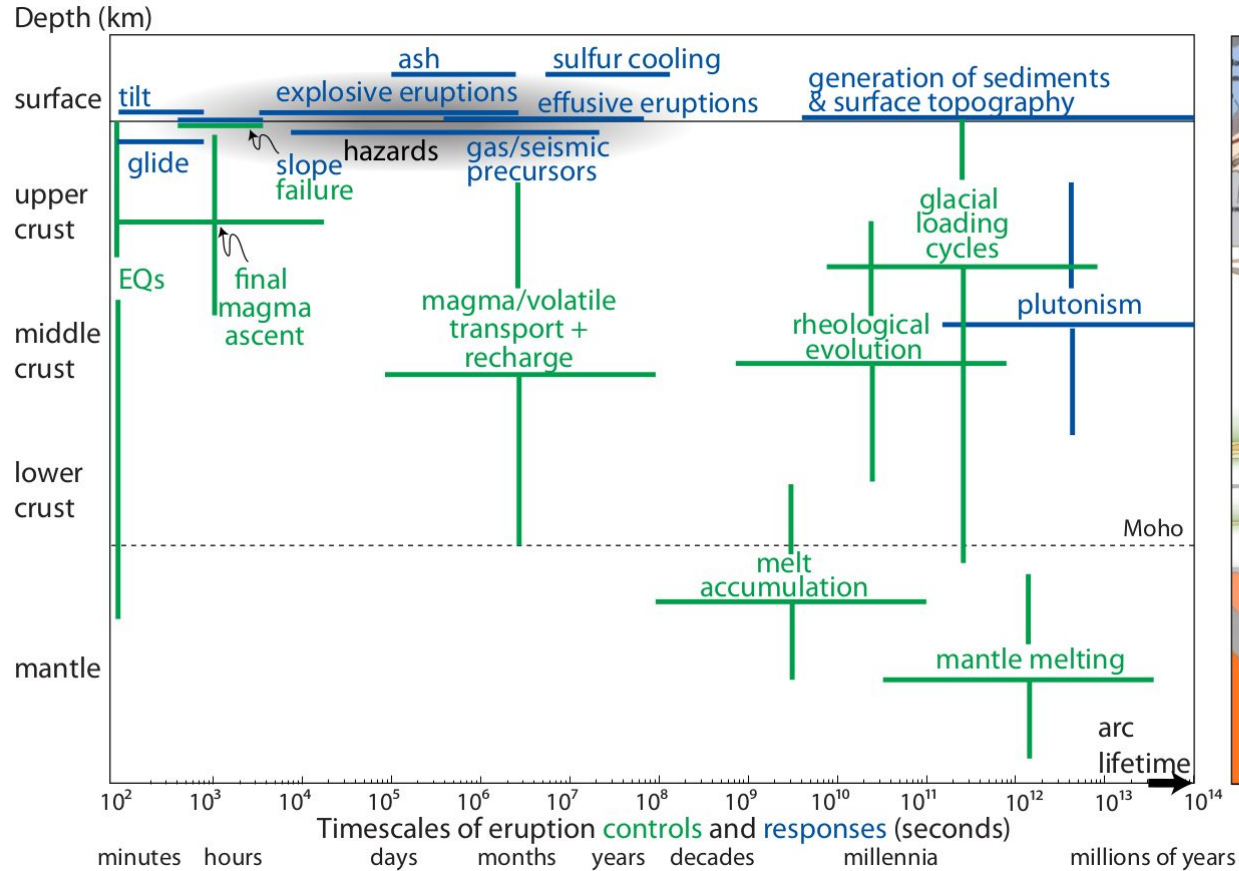 Depth (km)
surface
upper
crust
middle
crust
lower
crust
mantle
tilt
ash
sulfur cooling
explosive eruptions
effusive eruptions
generation of sediments
& surface topography
glide
slope
failure
hazards
gas/seismic
precursors
EQs
final
magma
ascent
magma/volatile
transport +
recharge
glacial
loading
cycles
rheological
evolution
plutonism
Moho
melt
accumulation
mantle melting
arc
lifetime
10² 10³ 10⁴ 10⁵ 10⁶ 10⁷ 10⁸ 10⁹ 10¹⁰ 10¹¹ 10¹² 10¹³ 10¹⁴
Timescales of eruption controls and responses (seconds)
minutes hours days months years decades millennia millions of years